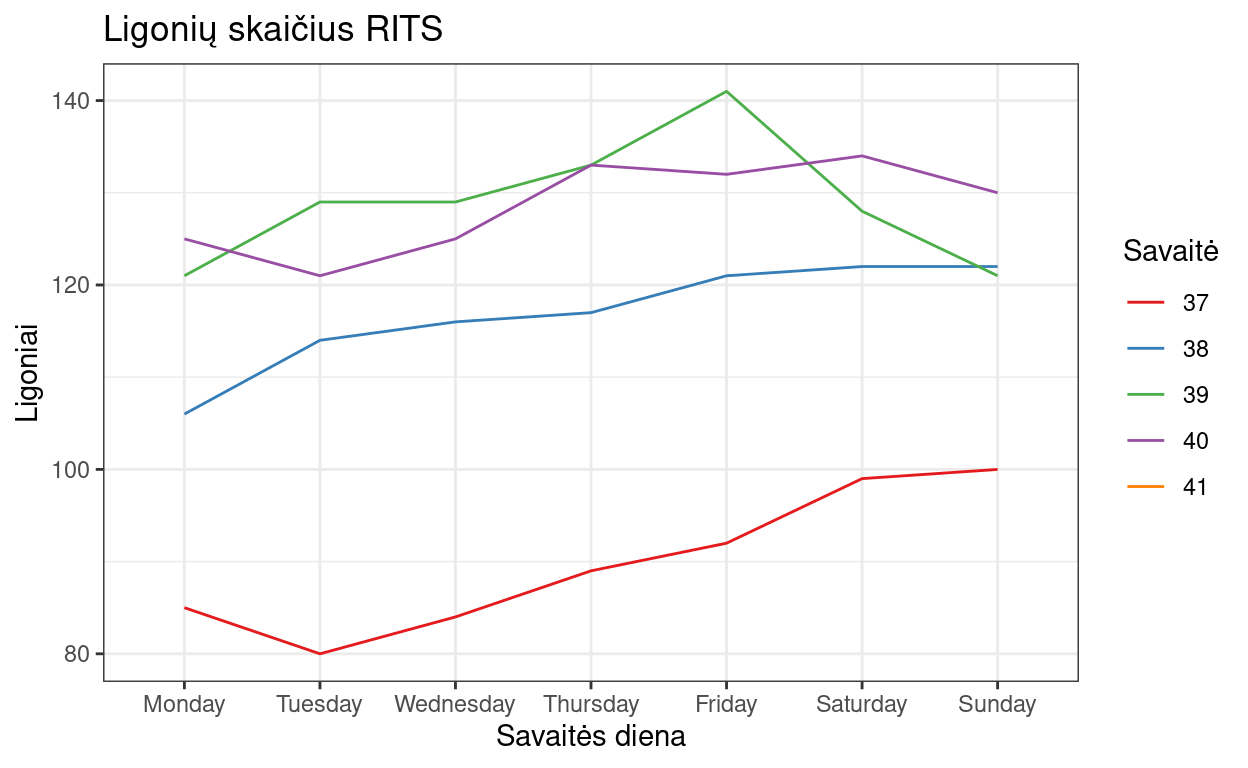 Ligonių skaičius RITS
140
120
100
80
Ligoniai
Monday Tuesday Wednesday Thursday Friday Saturday Sunday
Savaitės diena
Savaitė
37
38
39
40
41